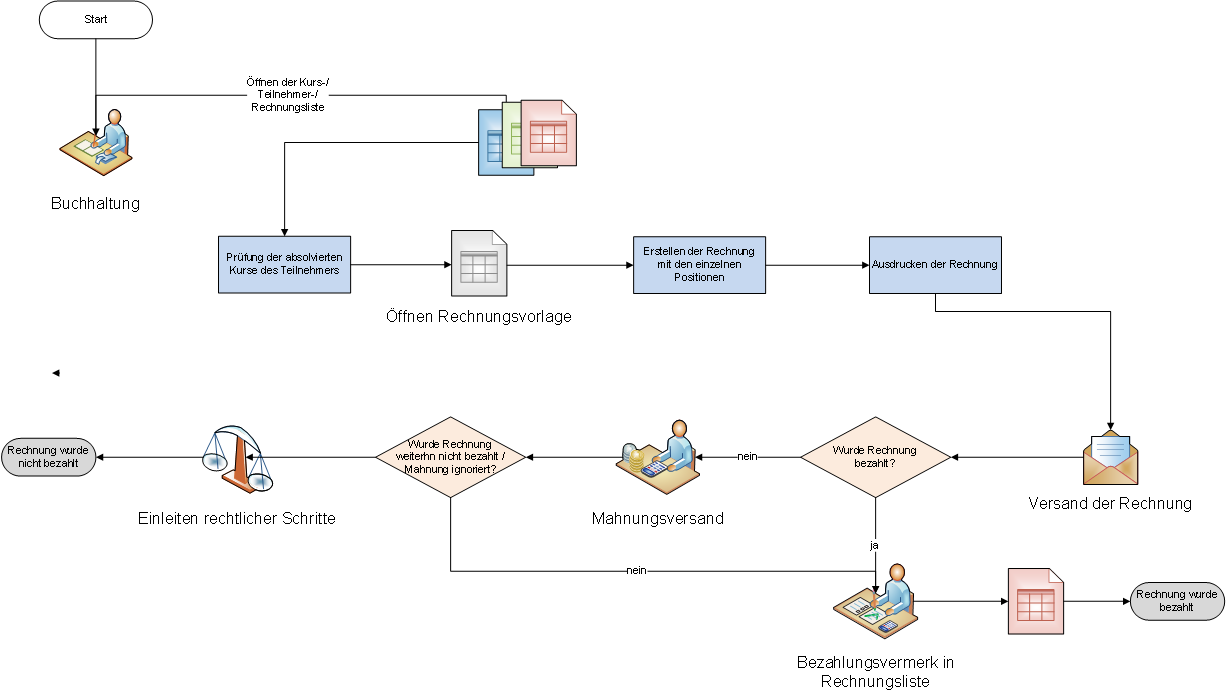 Start
Öffnen der Kurs-/
Teilnehmer-/
Rechnungsliste
Buchhaltung
Prüfung der absolvierten
Kurse des Teilnehmers
Öffnen Rechnungsvorlage
Erstellen der Rechnung
mit den einzelnen
Positionen
Ausdrucken der Rechnung
Rechnung wurde
nicht bezahlt
Einleiten rechtlicher Schritte
Wurde Rechnung
weiterhn nicht bezahlt /
Mahnung ignoriert?
Mahnungsversand
nein
Wurde Rechnung
bezahlt?
Versand der Rechnung
ja
nein
Bezahlungsvermerk in
Rechnungsliste
Rechnung wurde
bezahlt